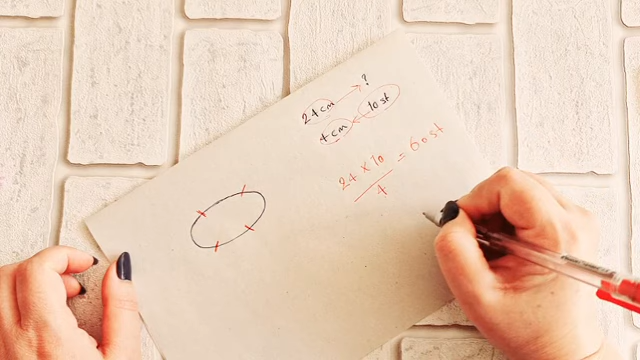 24 cm → ?
4 cm ← 10 st
24 × 10 / 4 = 60 st